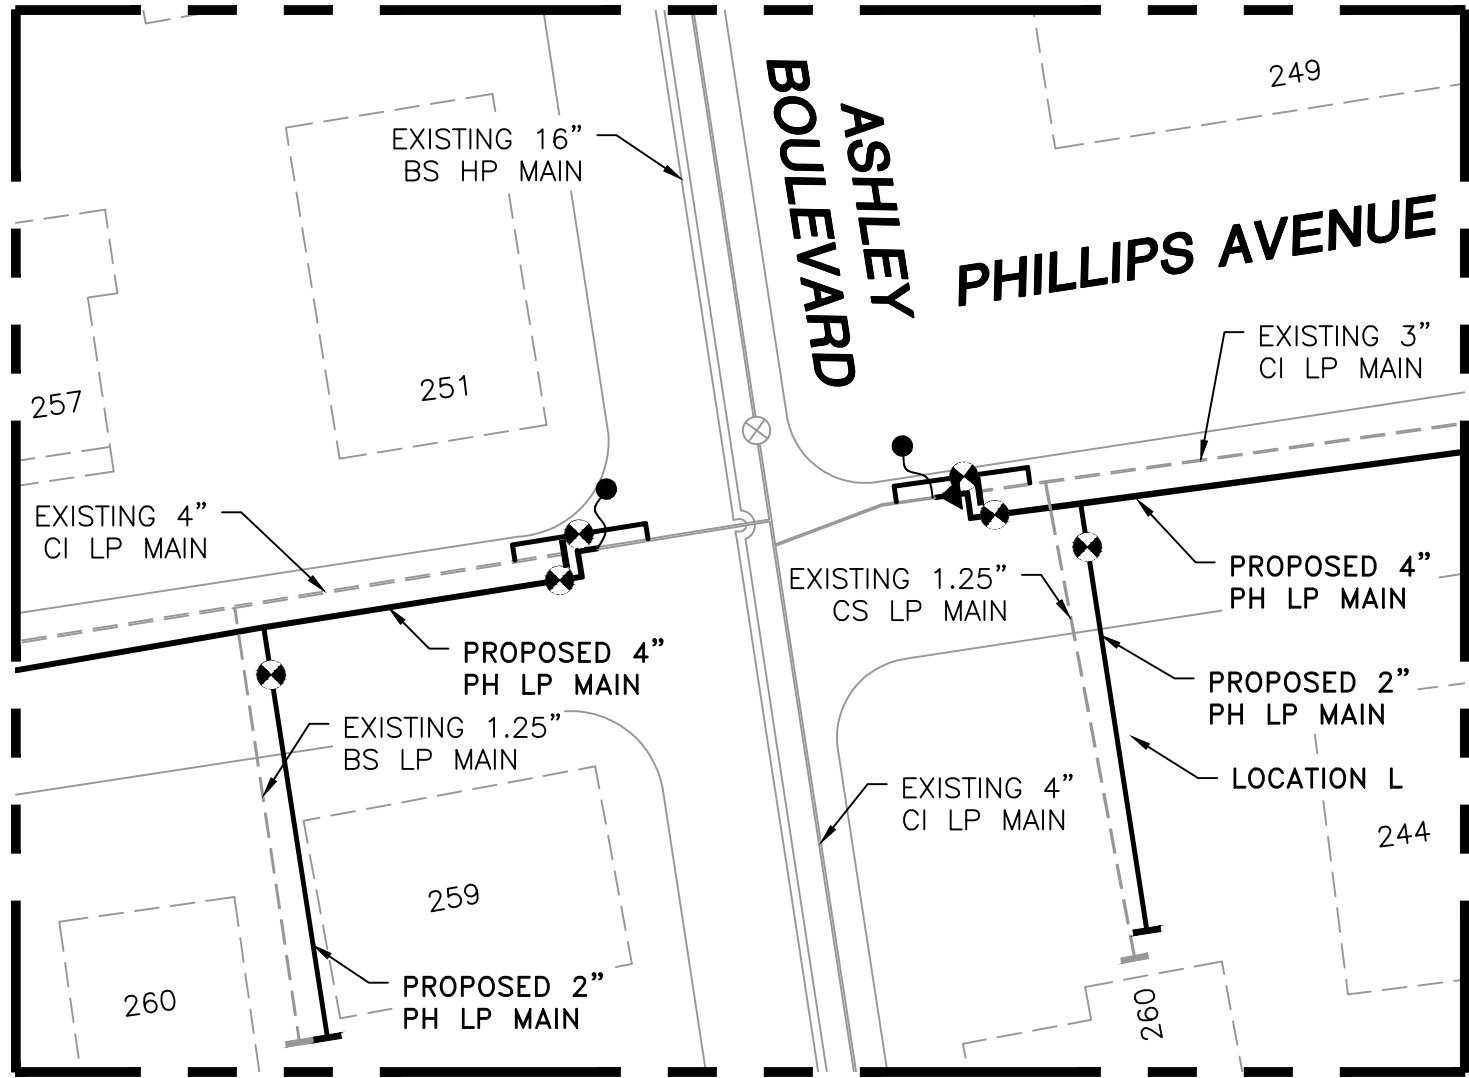 249
EXISTING 16”
BS HP MAIN
ASHLEY
BOULEVARD
PHILLIPS AVENUE
EXISTING 3”
CI LP MAIN
251
257
EXISTING 4”
CI LP MAIN
EXISTING 1.25”
CS LP MAIN
PROPOSED 4”
PH LP MAIN
PROPOSED 4”
PH LP MAIN
PROPOSED 2”
PH LP MAIN
EXISTING 1.25”
BS LP MAIN
LOCATION L
EXISTING 4”
CI LP MAIN
244
259
260
PROPOSED 2”
PH LP MAIN
260